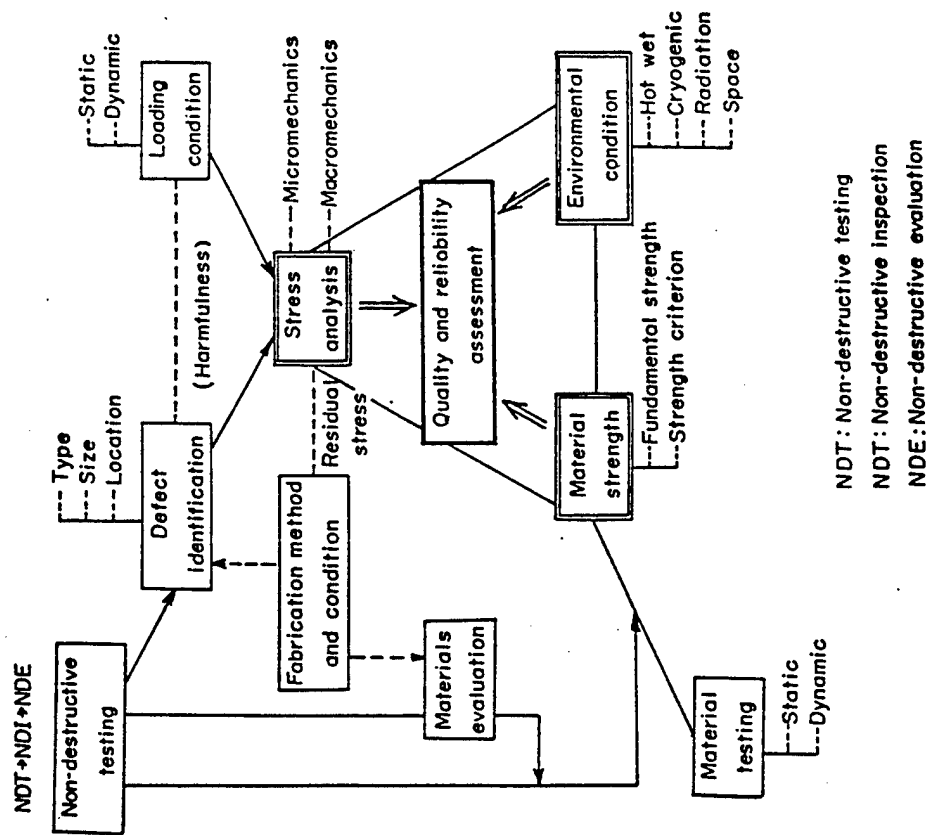 NDT→NDI→NDE
Non-destructive
testing
---Type
---Size
---Location
Defect
identification
---Static
---Dynamic
Loading
condition
(Harmfulness)
Fabrication method
and condition
Residual
stress
Stress
analysis
---Micromechanics
---Macromechanics
Materials
evaluation
Quality and reliability
assessment
Material
testing
---Static
---Dynamic
Material
strength
---Fundamental strength
---Strength criterion
Environmental
condition
---Hot wet
---Cryogenic
---Radiation
---Space
NDT: Non-destructive testing
NDT: Non-destructive inspection
NDE: Non-destructive evaluation